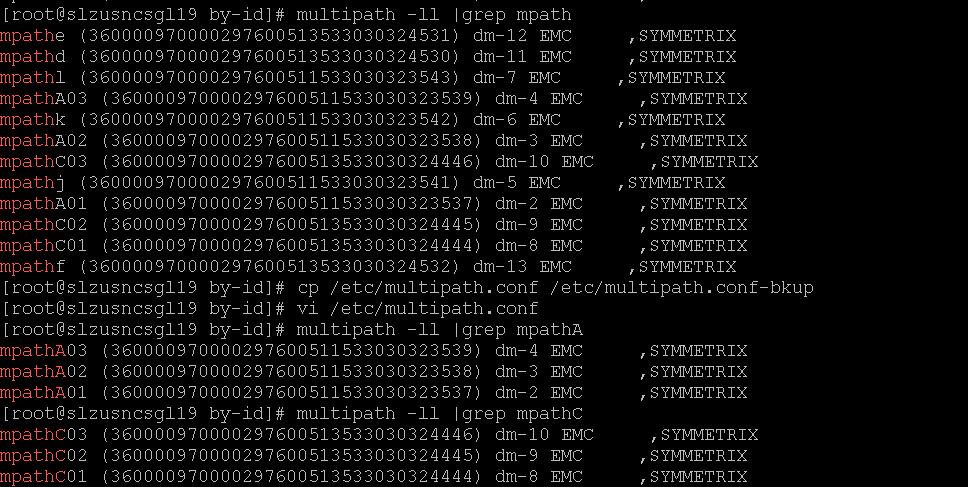 [root@slzusncsgl19 by-id]# multipath -ll |grep mpath
mpathe (360000970000297600513533030324531) dm-12 EMC     ,SYMMETRIX
mpathd (360000970000297600513533030324530) dm-11 EMC     ,SYMMETRIX
mpathl (360000970000297600511533030323543) dm-7 EMC     ,SYMMETRIX
mpathA03 (360000970000297600511533030323539) dm-4 EMC     ,SYMMETRIX
mpathk (360000970000297600511533030323542) dm-6 EMC     ,SYMMETRIX
mpathA02 (360000970000297600511533030323538) dm-3 EMC     ,SYMMETRIX
mpathC03 (360000970000297600511533030324446) dm-10 EMC     ,SYMMETRIX
mpathj (360000970000297600511533030323541) dm-5 EMC     ,SYMMETRIX
mpathA01 (360000970000297600511533030323537) dm-2 EMC     ,SYMMETRIX
mpathC02 (360000970000297600511533030324445) dm-9 EMC     ,SYMMETRIX
mpathC01 (360000970000297600511533030324444) dm-8 EMC     ,SYMMETRIX
mpathf (360000970000297600513533030324532) dm-13 EMC     ,SYMMETRIX
[root@slzusncsgl19 by-id]# cp /etc/multipath.conf /etc/multipath.conf-bkup
[root@slzusncsgl19 by-id]# vi /etc/multipath.conf
[root@slzusncsgl19 by-id]# multipath -ll |grep mpathA
mpathA03 (360000970000297600511533030323539) dm-4 EMC     ,SYMMETRIX
mpathA02 (360000970000297600511533030323538) dm-3 EMC     ,SYMMETRIX
mpathA01 (360000970000297600511533030323537) dm-2 EMC     ,SYMMETRIX
[root@slzusncsgl19 by-id]# multipath -ll |grep mpathC
mpathC03 (360000970000297600511533030324446) dm-10 EMC     ,SYMMETRIX
mpathC02 (360000970000297600511533030324445) dm-9 EMC     ,SYMMETRIX
mpathC01 (360000970000297600511533030324444) dm-8 EMC     ,SYMMETRIX